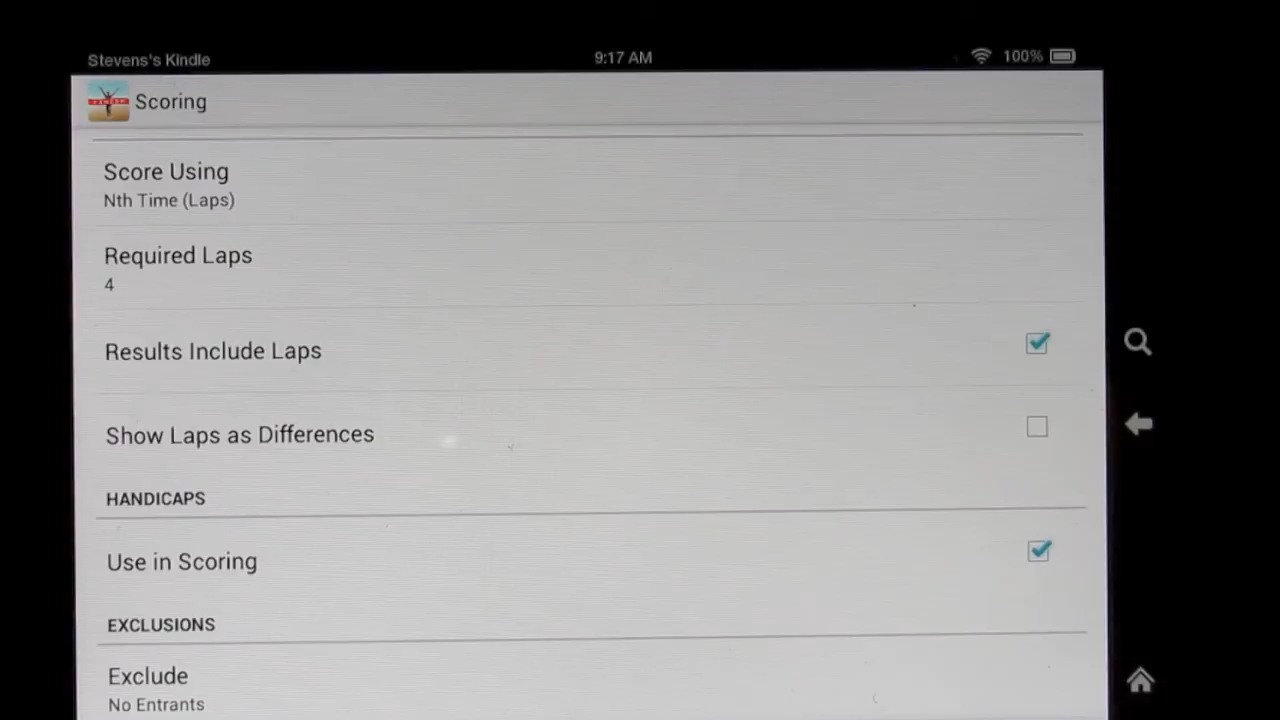 Stevens's Kindle
9:17 AM
100%
Scoring
Score Using
Nth Time (Laps)
Required Laps
4
Results Include Laps
Show Laps as Differences
HANDICAPS
Use in Scoring
EXCLUSIONS
Exclude
No Entrants